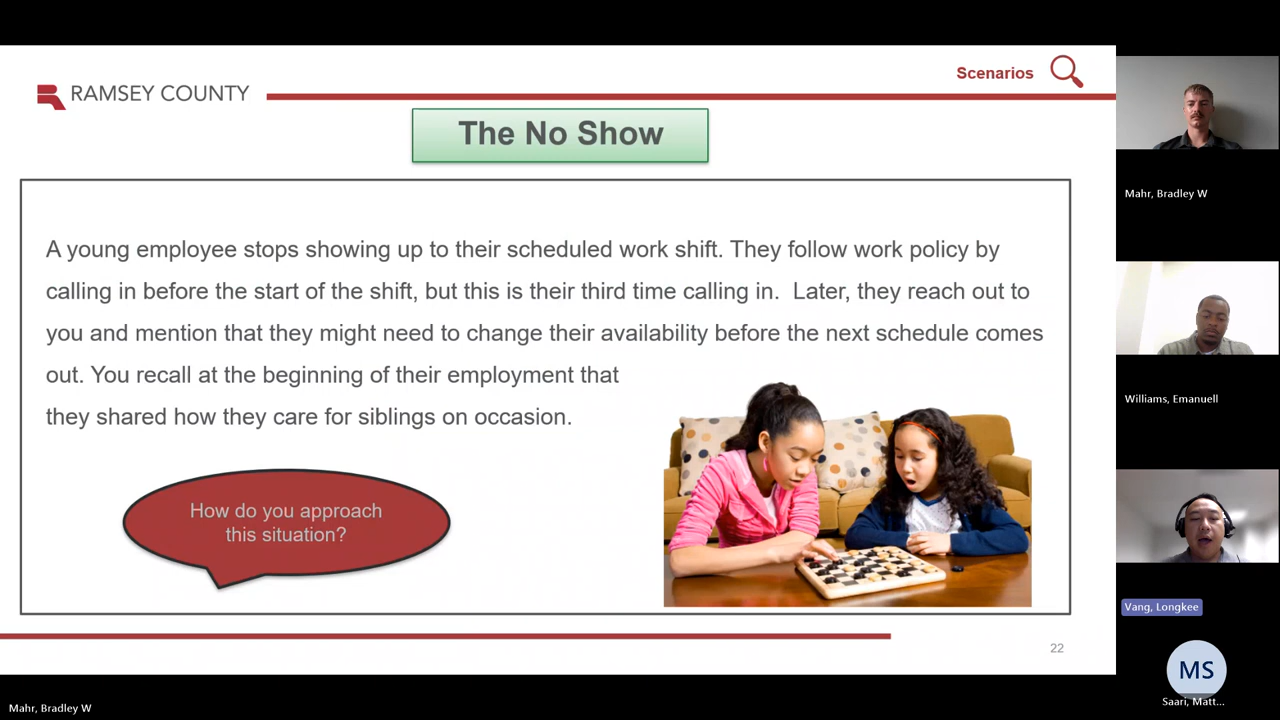 Scenarios
RAMSEY COUNTY
The No Show
A young employee stops showing up to their scheduled work shift. They follow work policy by
calling in before the start of the shift, but this is their third time calling in. Later, they reach out to
you and mention that they might need to change their availability before the next schedule comes
out. You recall at the beginning of their employment that
they shared how they care for siblings on occasion.
How do you approach
this situation?
22
Mahr, Bradley W
Williams, Emanuell
Vang, Longkee
MS
Saari, Matt...
Mahr, Bradley W